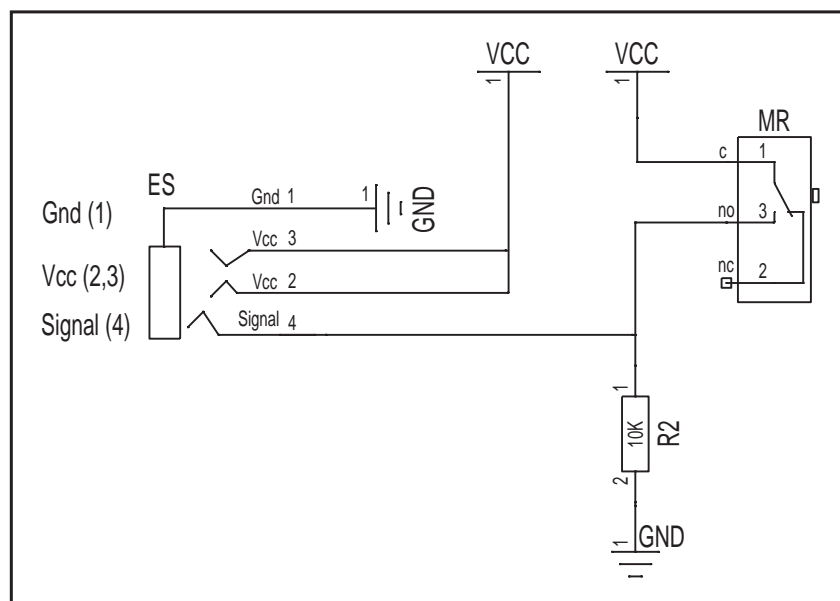 VCC
VCC
1
1
MR
c
1
ES
Gnd 1
1
GND
Gnd (1)
no
3
Vcc 3
Vcc (2,3)
nc
2
Vcc 2
Signal (4)
Signal 4
1
10K
R2
2
1
GND